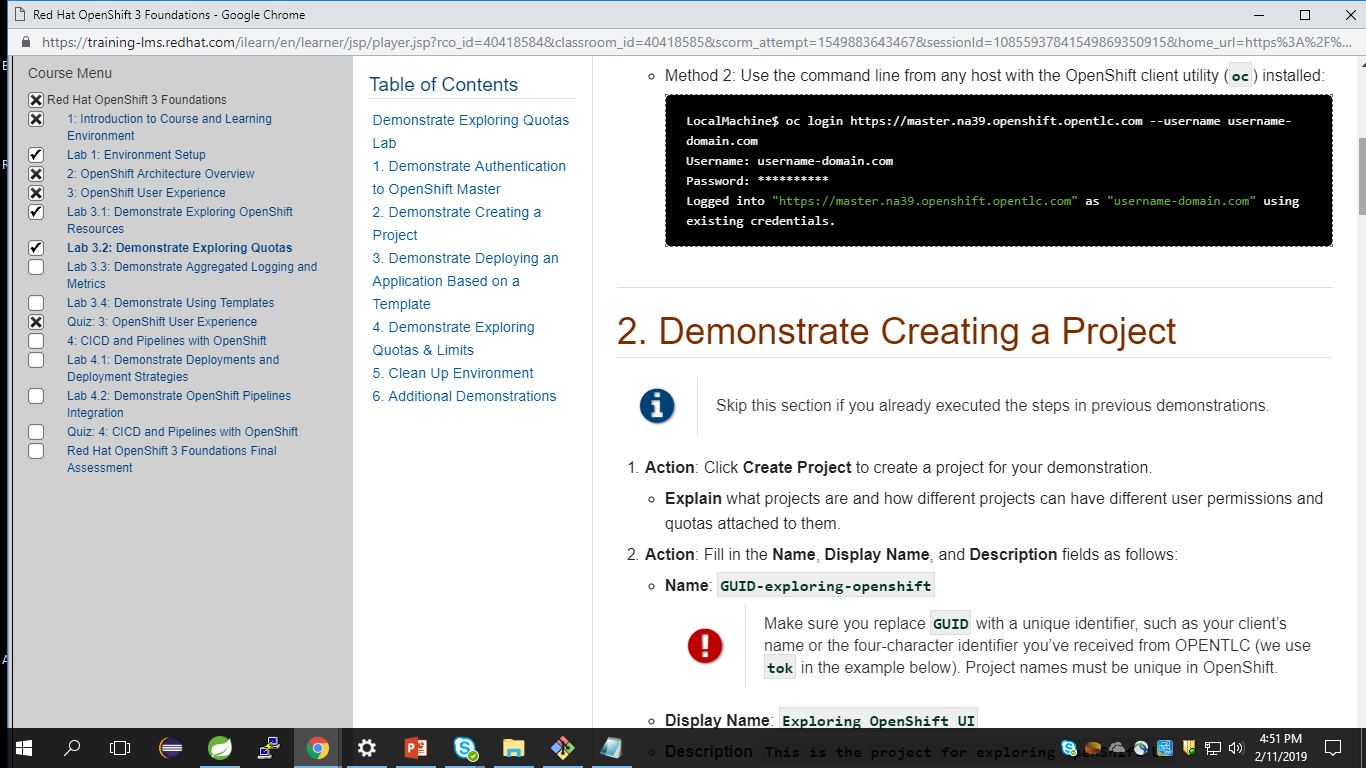 Red Hat OpenShift 3 Foundations - Google Chrome
https://training-lms.redhat.com/ilearn/en/learner/jsp/player.jsp?rco_id=40418584&classroom_id=40418585&scorm_attempt=1549883643467&sessionId=10855937841549869350915&home_url=https%3A%2F%...
Course Menu
Red Hat OpenShift 3 Foundations
1: Introduction to Course and Learning
Environment
Lab 1: Environment Setup
2: OpenShift Architecture Overview
3: OpenShift User Experience
Lab 3.1: Demonstrate Exploring OpenShift
Resources
Lab 3.2: Demonstrate Exploring Quotas
Lab 3.3: Demonstrate Aggregated Logging and
Metrics
Lab 3.4: Demonstrate Using Templates
Quiz: 3: OpenShift User Experience
4: CICD and Pipelines with OpenShift
Lab 4.1: Demonstrate Deployments and
Deployment Strategies
Lab 4.2: Demonstrate OpenShift Pipelines
Integration
Quiz: 4: CICD and Pipelines with OpenShift
Red Hat OpenShift 3 Foundations Final
Assessment
Table of Contents
Demonstrate Exploring Quotas
Lab
1. Demonstrate Authentication
to OpenShift Master
2. Demonstrate Creating a
Project
3. Demonstrate Deploying an
Application Based on a
Template
4. Demonstrate Exploring
Quotas & Limits
5. Clean Up Environment
6. Additional Demonstrations
Method 2: Use the command line from any host with the OpenShift client utility (oc) installed:
LocalMachine$ oc login https://master.na39.openshift.opentlc.com --username username-
domain.com
Username: username-domain.com
Password: **********
Logged into "https://master.na39.openshift.opentlc.com" as "username-domain.com" using
existing credentials.
2. Demonstrate Creating a Project
Skip this section if you already executed the steps in previous demonstrations.
1. Action: Click Create Project to create a project for your demonstration.
Explain what projects are and how different projects can have different user permissions and
quotas attached to them.
2. Action: Fill in the Name, Display Name, and Description fields as follows:
Name: GUID-exploring-openshift
Make sure you replace GUID with a unique identifier, such as your client’s
name or the four-character identifier you’ve received from OPENTLC (we use
tok in the example below). Project names must be unique in OpenShift.
Display Name: Exploring OpenShift UI
Description: This is the project for exploring
4:51 PM
2/11/2019